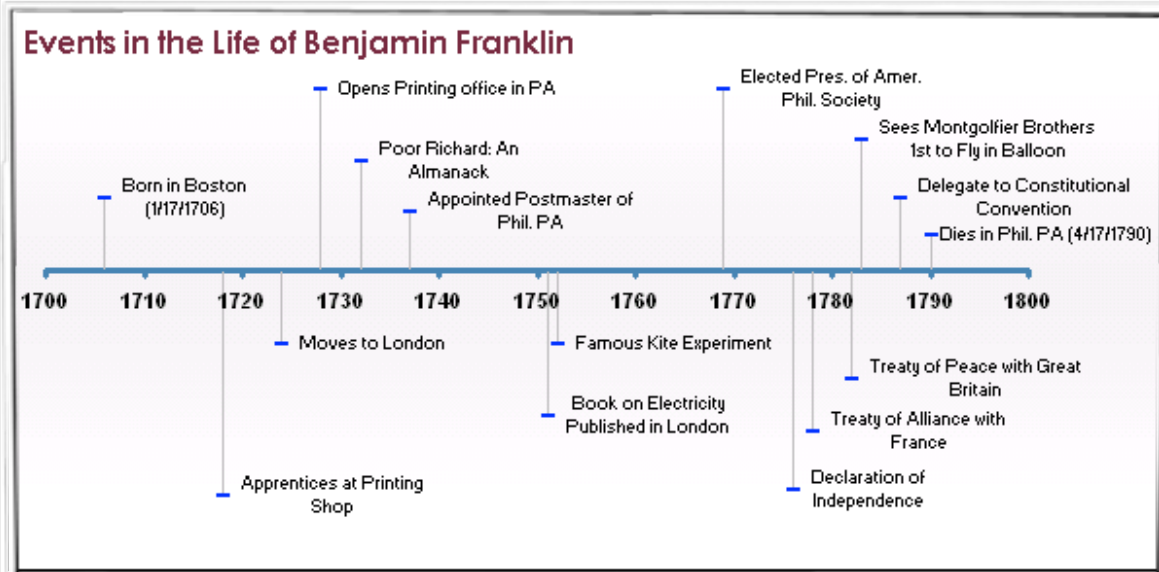 Events in the Life of Benjamin Franklin
Opens Printing office in PA
Elected Pres. of Amer.
Phil. Society
Sees Montgolfier Brothers
1st to Fly in Balloon
Poor Richard: An
Almanack
Born in Boston
(1/17/1706)
Appointed Postmaster of
Phil. PA
Delegate to Constitutional
Convention
Dies in Phil. PA (4/17/1790)
1700 1710 1720 1730 1740 1750 1760 1770 1780 1790 1800
Moves to London
Famous Kite Experiment
Treaty of Peace with Great
Britain
Book on Electricity
Published in London
Treaty of Alliance with
France
Apprentices at Printing
Shop
Declaration of
Independence